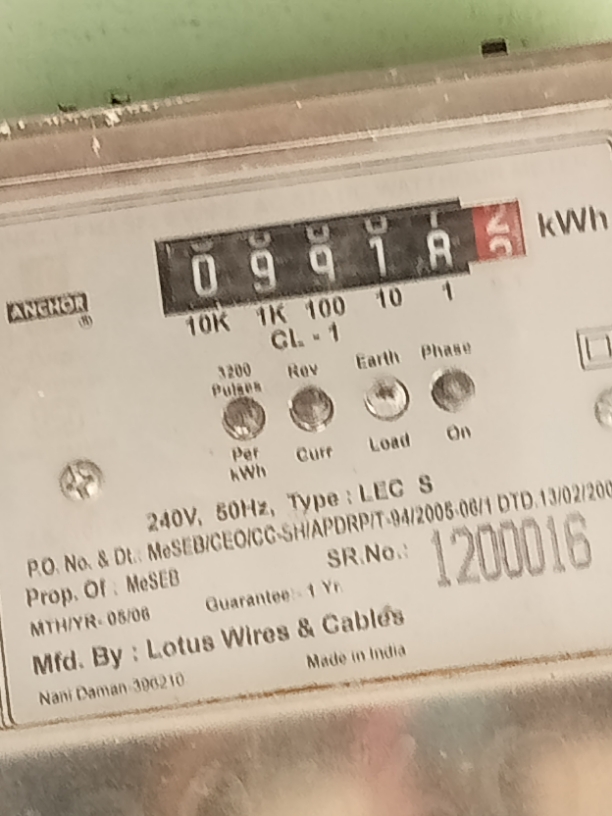 09918 kWh
ANCHOR ®
10K 1K 100 10 1
CL - 1
3200 Pulses Per kWh
Rev Curr
Earth Load
Phase On
240V, 50Hz, Type : LEC S
P.O. No. & Dt.: MeSEB/CEO/CC-SH/APDRP/T-94/2005-06/1 DTD.13/02/200
Prop. Of : MeSEB
SR.No.: 1200016
MTH/YR- 05/06
Guarantee:- 1 Yr.
Mfd. By : Lotus Wires & Cables
Nani Daman 396210
Made in India